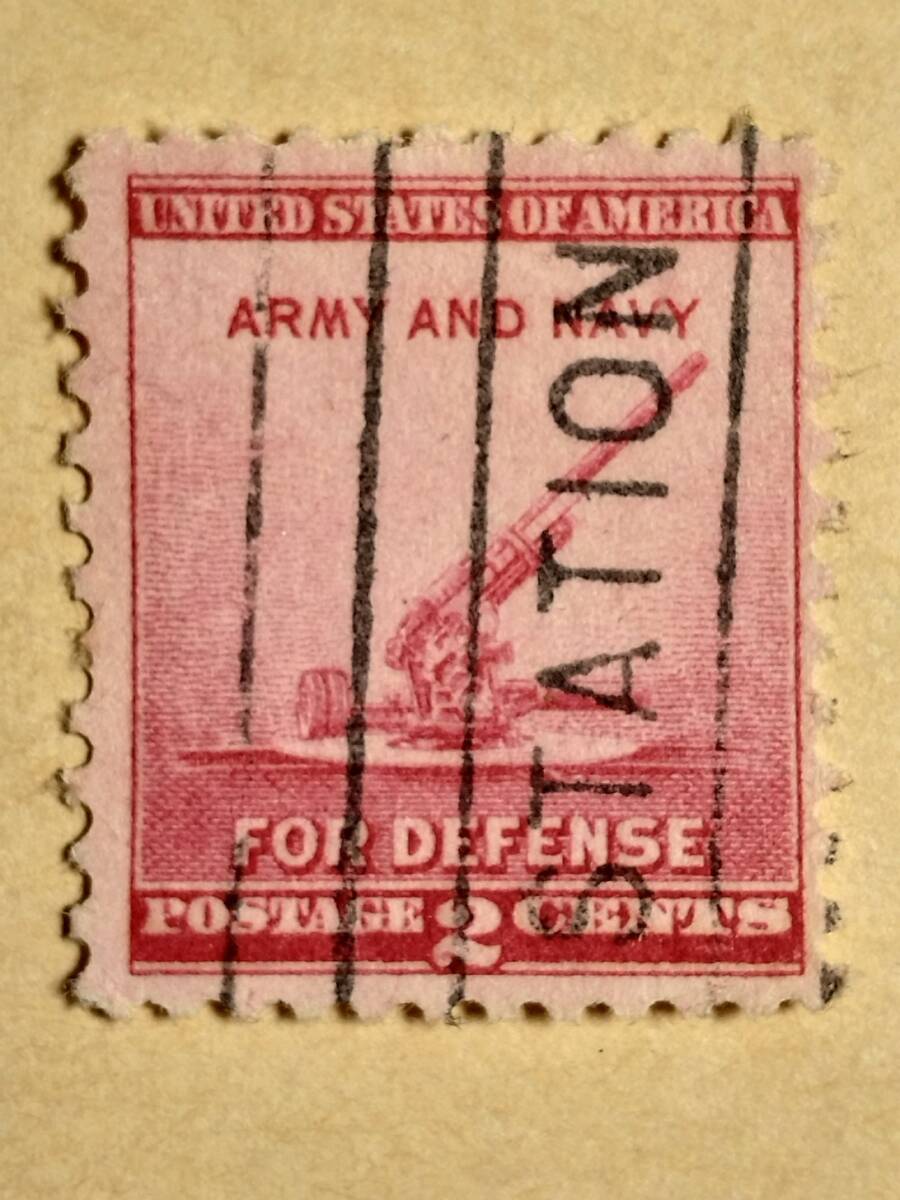 UNITED STATES OF AMERICA
ARMY AND NAVY
FOR DEFENSE
POSTAGE 2 CENTS
STATION